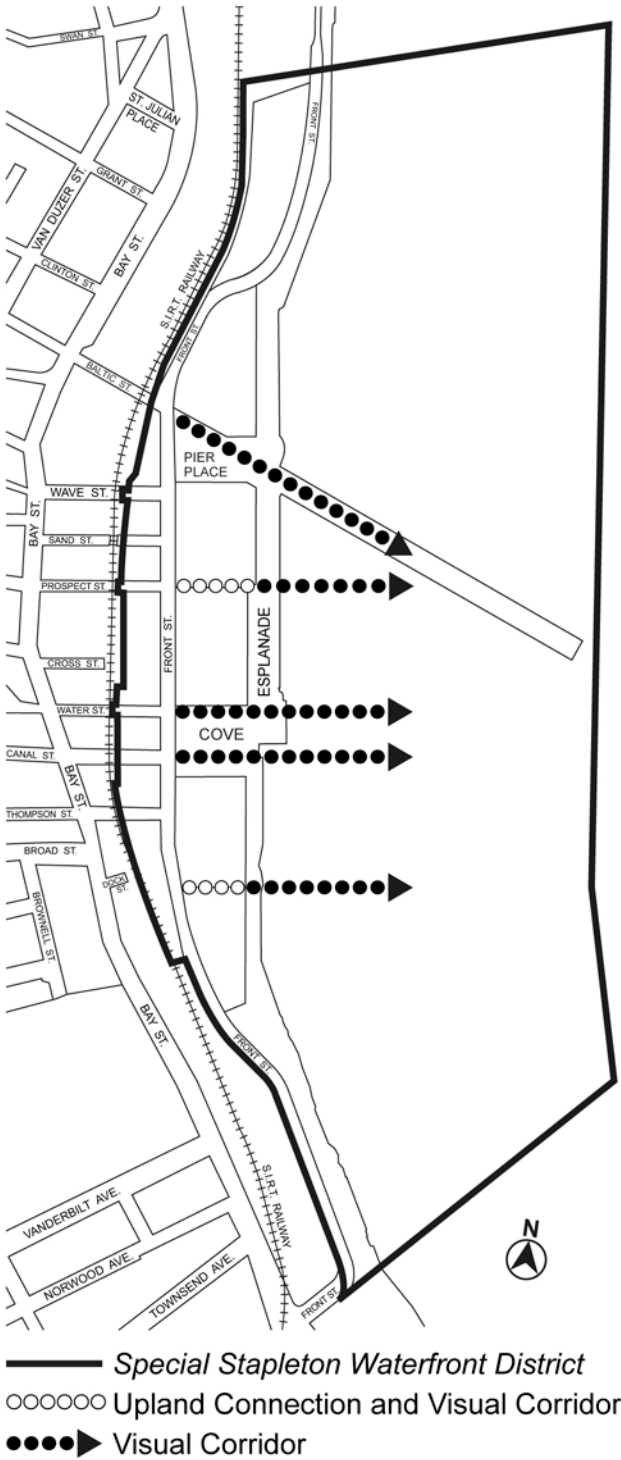 SWAN ST.
ST. JULIAN
PLACE
FRONT ST.
GRANT ST.
VAN DUZER ST.
BAY ST.
CLINTON ST.
S.I.R.T. RAILWAY
FRONT ST.
BALTIC ST.
PIER
PLACE
WAVE ST.
BAY ST.
SAND ST.
PROSPECT ST.
FRONT ST.
ESPLANADE
CROSS ST.
WATER ST.
COVE
CANAL ST.
BAY ST.
THOMPSON ST.
BROAD ST.
DOCK
ST.
BROWNELL ST.
BAY ST.
FRONT ST.
S.I.R.T. RAILWAY
VANDERBILT AVE.
N
NORWOOD AVE.
TOWNSEND AVE.
FRONT ST.
Special Stapleton Waterfront District
Upland Connection and Visual Corridor
Visual Corridor